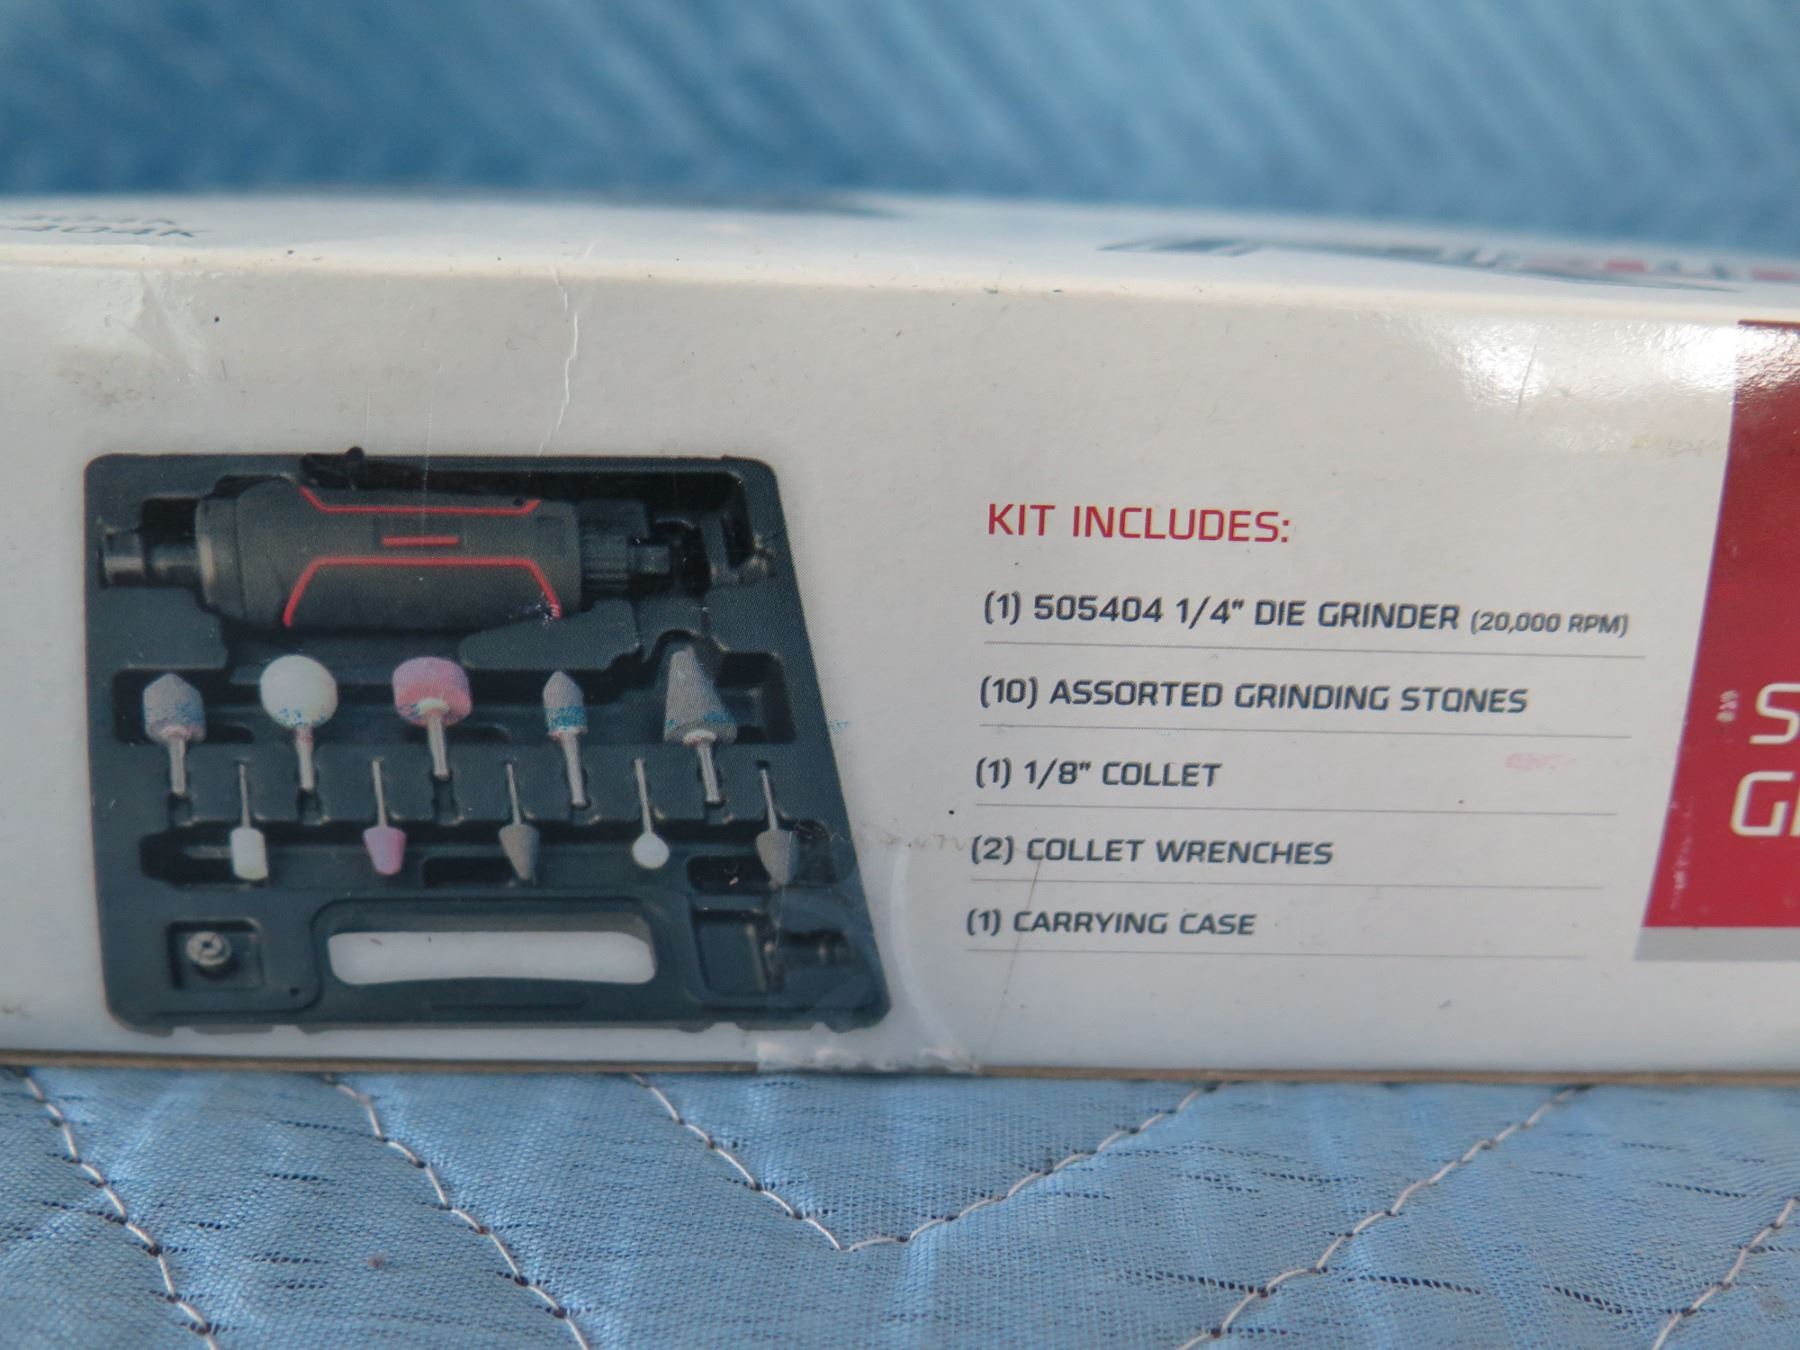 404K
KIT INCLUDES:
(1) 505404 1/4" DIE GRINDER (20,000 RPM)
(10) ASSORTED GRINDING STONES
(1) 1/8" COLLET
(2) COLLET WRENCHES
(1) CARRYING CASE
S